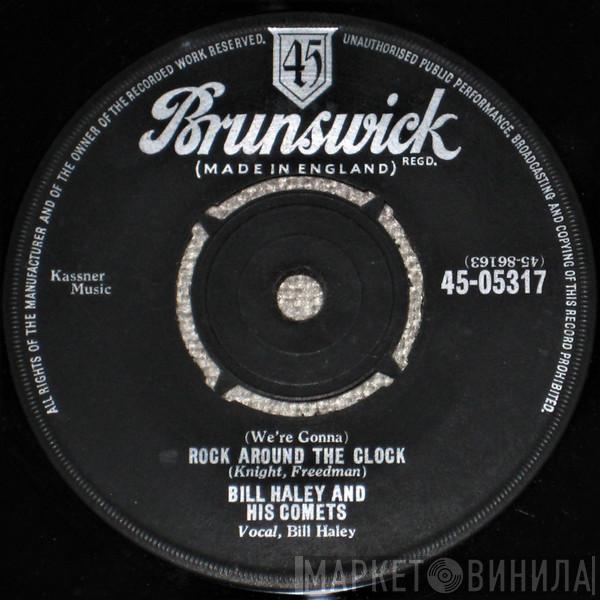 45
Brunswick
REGD.
(MADE IN ENGLAND)
ALL RIGHTS OF THE MANUFACTURER AND OF THE OWNER OF THE RECORDED WORK RESERVED.
UNAUTHORISED PUBLIC PERFORMANCE, BROADCASTING AND COPYING OF THIS RECORD PROHIBITED.
Kassner
Music
(45-86163)
45-05317
(We're Gonna)
ROCK AROUND THE CLOCK
(Knight, Freedman)
BILL HALEY AND
HIS COMETS
Vocal, Bill Haley
МАРКЕТ ВИНИЛА